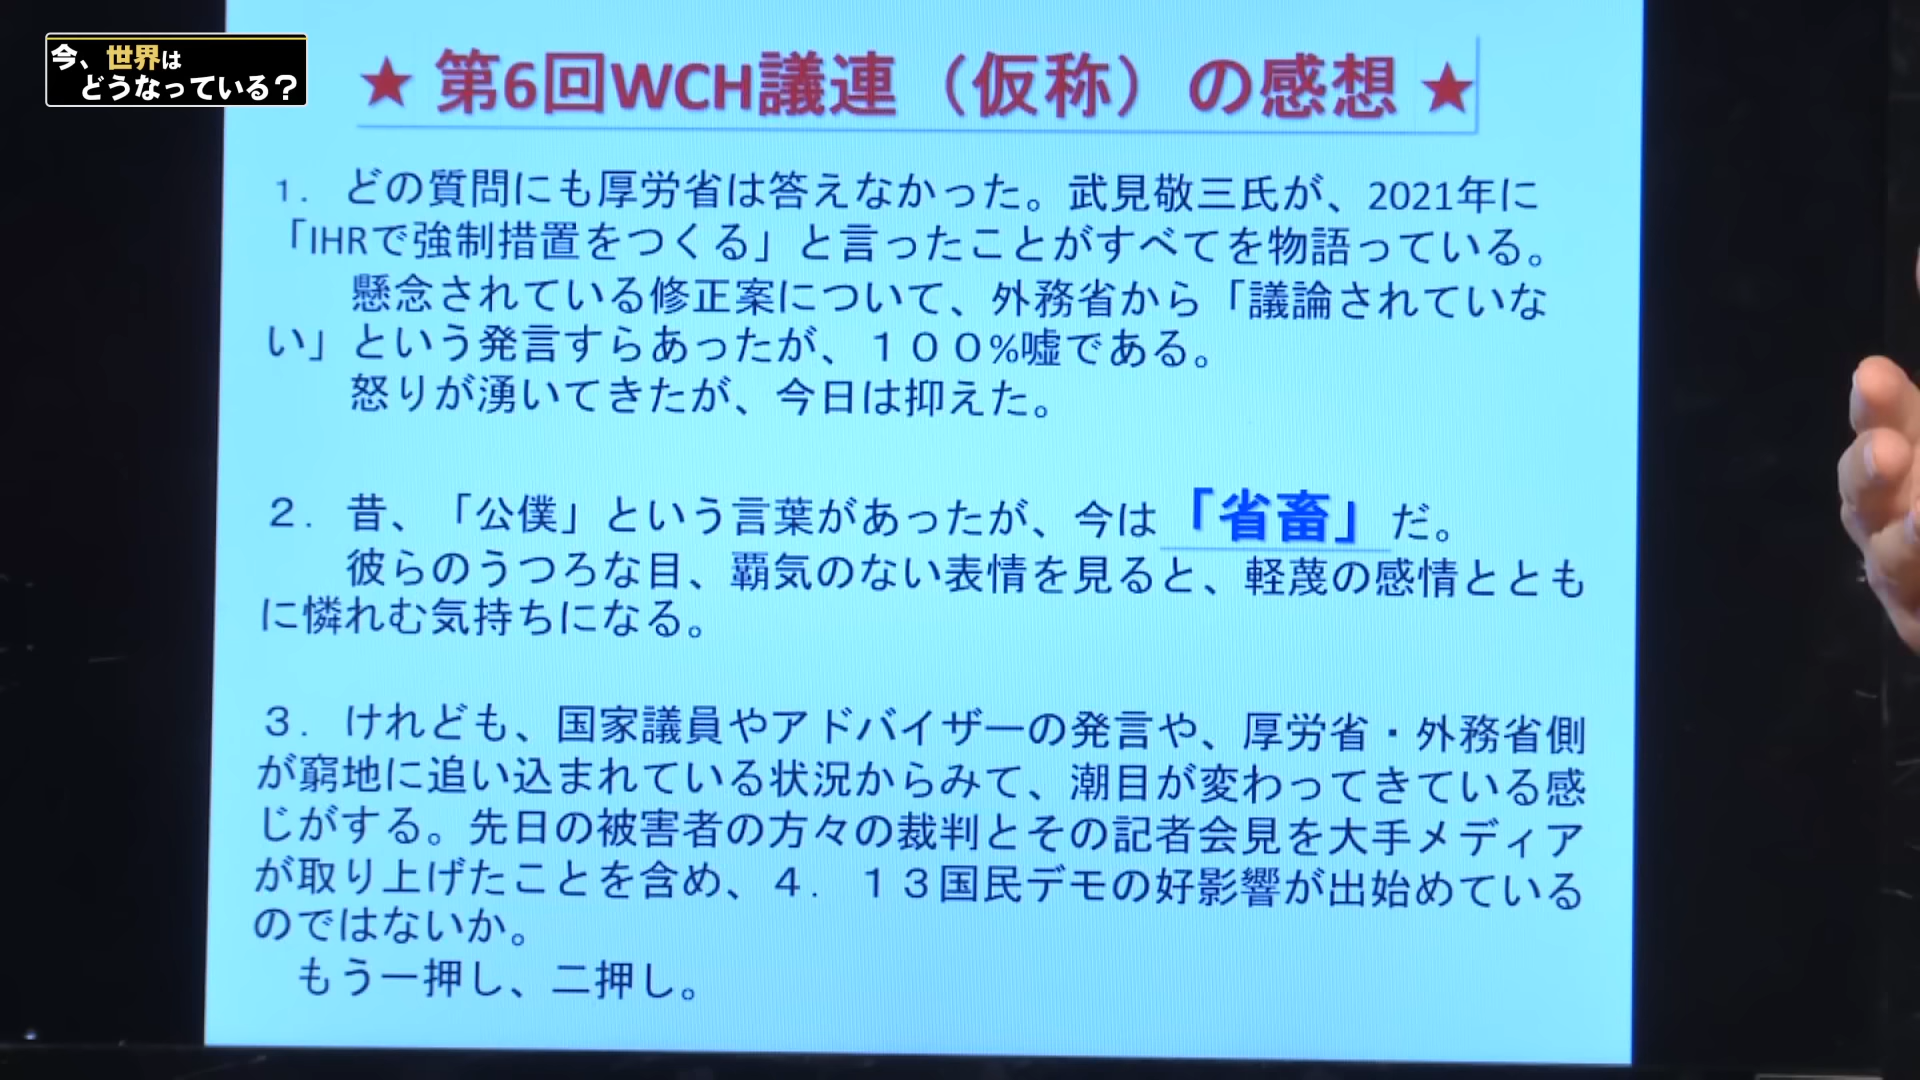 今、世界は
どうなっている？
★ 第6回WCH議連（仮称）の感想 ★
１．どの質問にも厚労省は答えなかった。武見敬三氏が、2021年に
「IHRで強制措置をつくる」と言ったことがすべてを物語っている。
懸念されている修正案について、外務省から「議論されていな
い」という発言すらあったが、１００%嘘である。
怒りが湧いてきたが、今日は抑えた。
２．昔、「公僕」という言葉があったが、今は「省畜」だ。
彼らのうつろな目、覇気のない表情を見ると、軽蔑の感情ととも
に憐れむ気持ちになる。
３．けれども、国家議員やアドバイザーの発言や、厚労省・外務省側
が窮地に追い込まれている状況からみて、潮目が変わってきている感
じがする。先日の被害者の方々の裁判とその記者会見を大手メディア
が取り上げたことを含め、４．１３国民デモの好影響が出始めている
のではないか。
もう一押し、二押し。